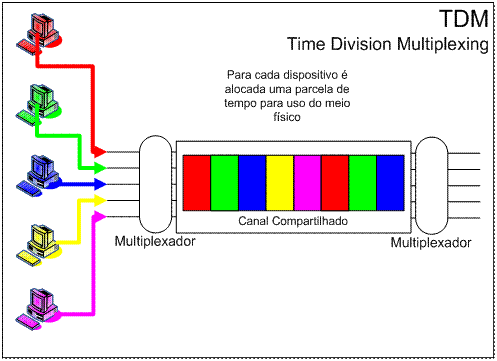 TDM
Time Division Multiplexing
Para cada dispositivo é
alocada uma parcela de
tempo para uso do meio
físico
Canal Compartilhado
Multiplexador
Multiplexador